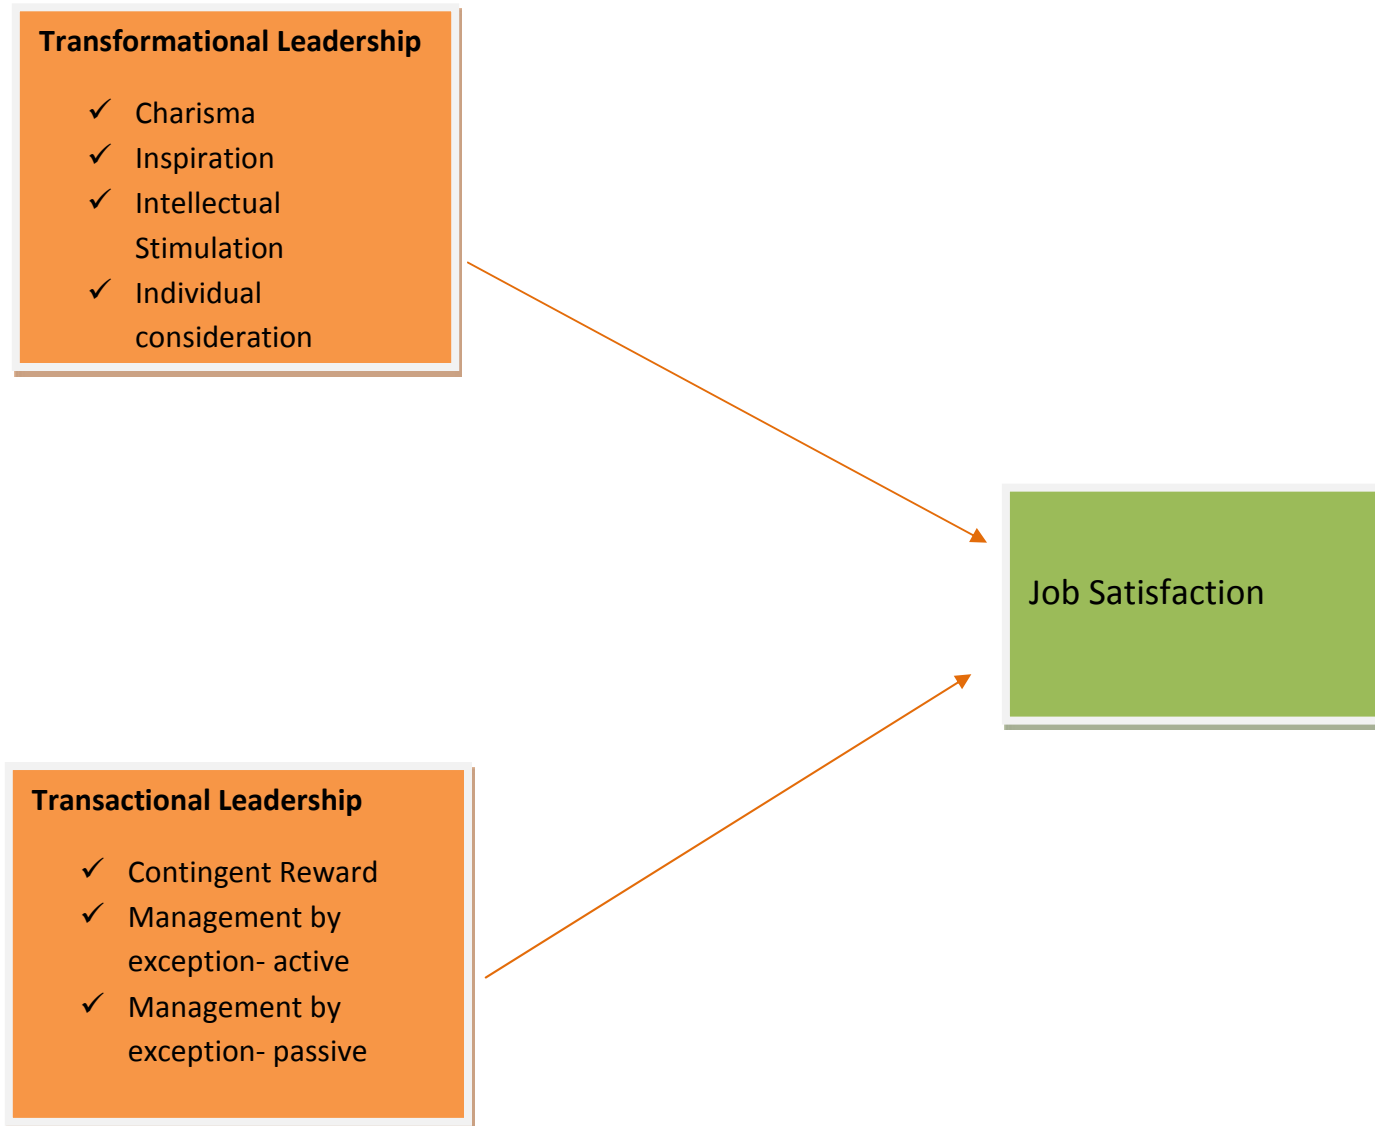 Transformational Leadership
✓ Charisma
✓ Inspiration
✓ Intellectual
Stimulation
✓ Individual
consideration
Job Satisfaction
Transactional Leadership
✓ Contingent Reward
✓ Management by
exception- active
✓ Management by
exception- passive